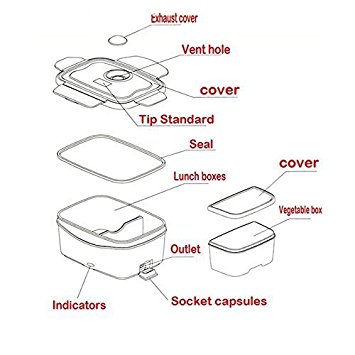 Exhaust cover
Vent hole
cover
Tip Standard
Seal
cover
Lunch boxes
Vegetable box
Outlet
Indicators
Socket capsules